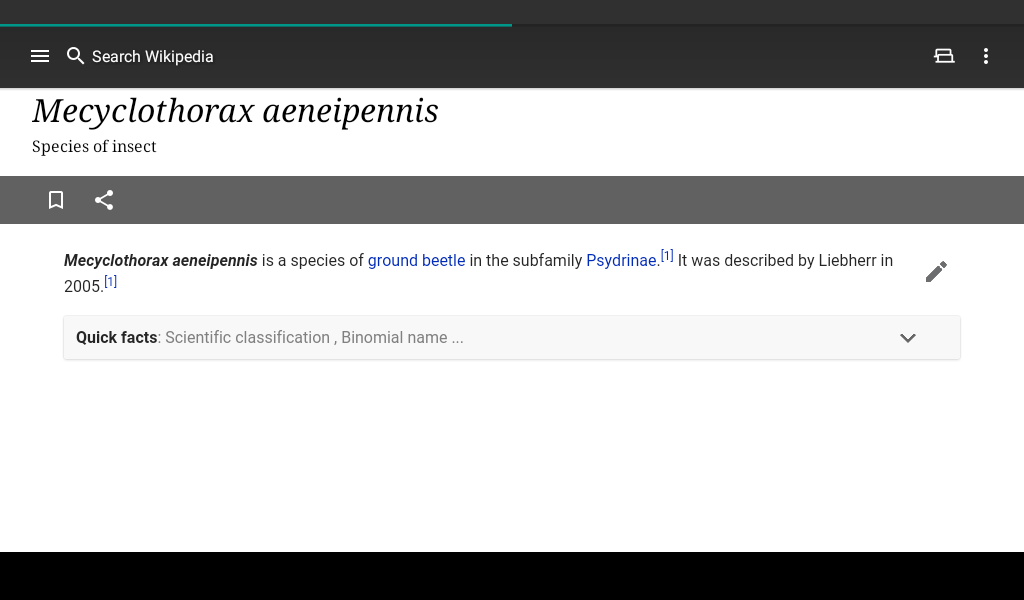 Search Wikipedia
Mecyclothorax aeneipennis
Species of insect
Mecyclothorax aeneipennis is a species of ground beetle in the subfamily Psydrinae.[1] It was described by Liebherr in
2005.[1]
Quick facts: Scientific classification , Binomial name ...